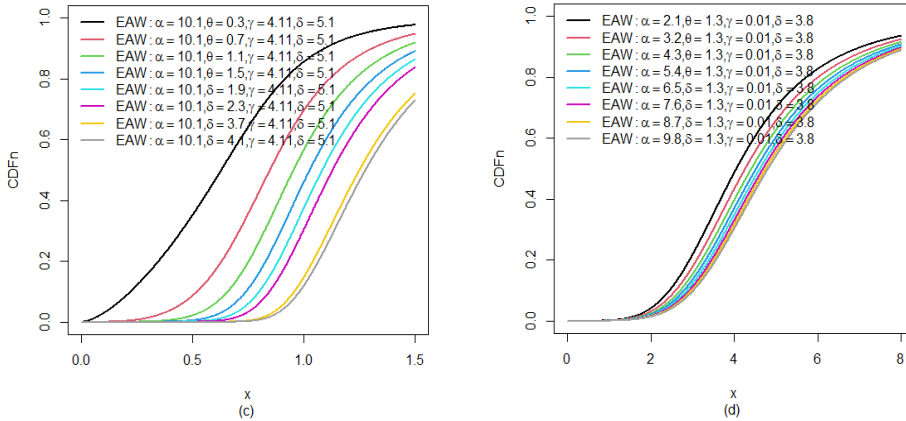 EAW: α = 10.1,θ = 0.3,γ = 4.11,δ = 5.1
EAW: α = 10.1,θ = 0.7,γ = 4.11,δ = 5.1
EAW: α = 10.1,θ = 1.1,γ = 4.11,δ = 5.1
EAW: α = 10.1,θ = 1.5,γ = 4.11,δ = 5.1
EAW: α = 10.1,δ = 1.9,γ = 4.11,δ = 5.1
EAW: α = 10.1,δ = 2.3,γ = 4.11,δ = 5.1
EAW: α = 10.1,δ = 3.7,γ = 4.11,δ = 5.1
EAW: α = 10.1,δ = 4.1,γ = 4.11,δ = 5.1
CDFn
1.0
0.8
0.6
0.4
0.2
0.0
0.0 0.5 1.0 1.5
x
(c)
EAW: α = 2.1,θ = 1.3,γ = 0.01,δ = 3.8
EAW: α = 3.2,θ = 1.3,γ = 0.01,δ = 3.8
EAW: α = 4.3,θ = 1.3,γ = 0.01,δ = 3.8
EAW: α = 5.4,θ = 1.3,γ = 0.01,δ = 3.8
EAW: α = 6.5,δ = 1.3,γ = 0.01,δ = 3.8
EAW: α = 7.6,δ = 1.3,γ = 0.01,δ = 3.8
EAW: α = 8.7,δ = 1.3,γ = 0.01,δ = 3.8
EAW: α = 9.8,δ = 1.3,γ = 0.01,δ = 3.8
CDFn
1.0
0.8
0.6
0.4
0.2
0.0
0 2 4 6 8
x
(d)